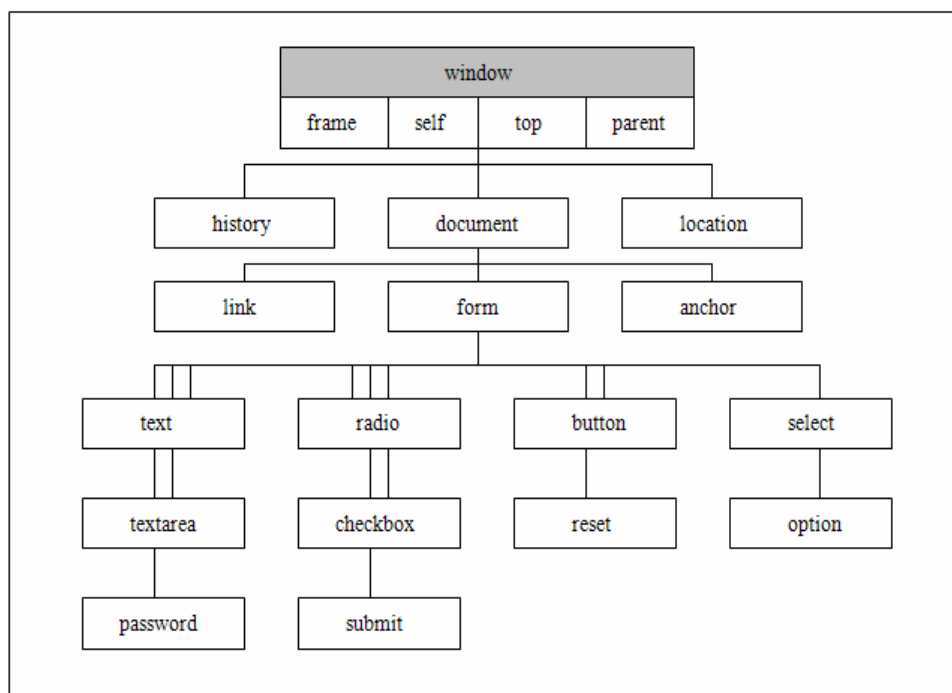 window
frame self top parent
history document location
link form anchor
text radio button select
textarea checkbox reset option
password submit